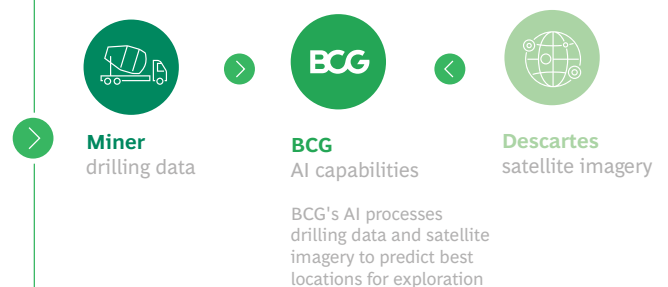 BCG
Miner
drilling data
BCG
AI capabilities
BCG's AI processes
drilling data and satellite
imagery to predict best
locations for exploration
Descartes
satellite imagery